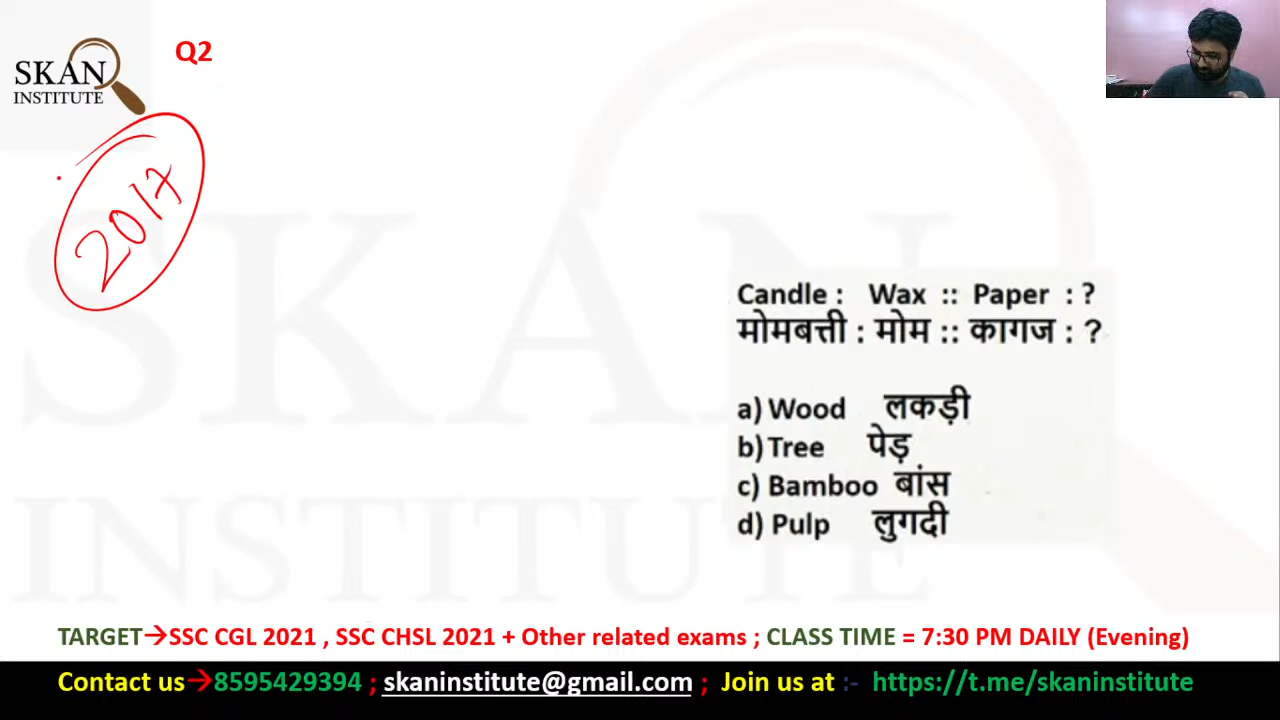 SKAN
INSTITUTE
Q2
2017
SKAN
INSTITUTE
Candle : Wax :: Paper : ?
मोमबत्ती : मोम :: कागज : ?
a) Wood लकड़ी
b) Tree पेड़
c) Bamboo बांस
d) Pulp लुगदी
TARGET→SSC CGL 2021 , SSC CHSL 2021 + Other related exams ; CLASS TIME = 7:30 PM DAILY (Evening)
Contact us→8595429394 ; skaninstitute@gmail.com ; Join us at :- https://t.me/skaninstitute